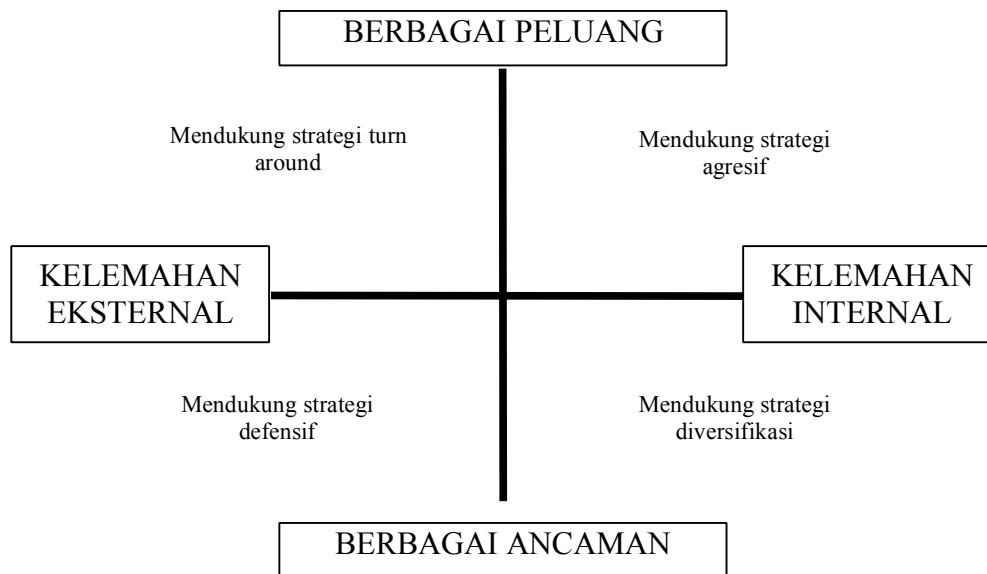 BERBAGAI PELUANG
Mendukung strategi turn
around
Mendukung strategi
agresif
KELEMAHAN
EKSTERNAL
KELEMAHAN
INTERNAL
Mendukung strategi
defensif
Mendukung strategi
diversifikasi
BERBAGAI ANCAMAN